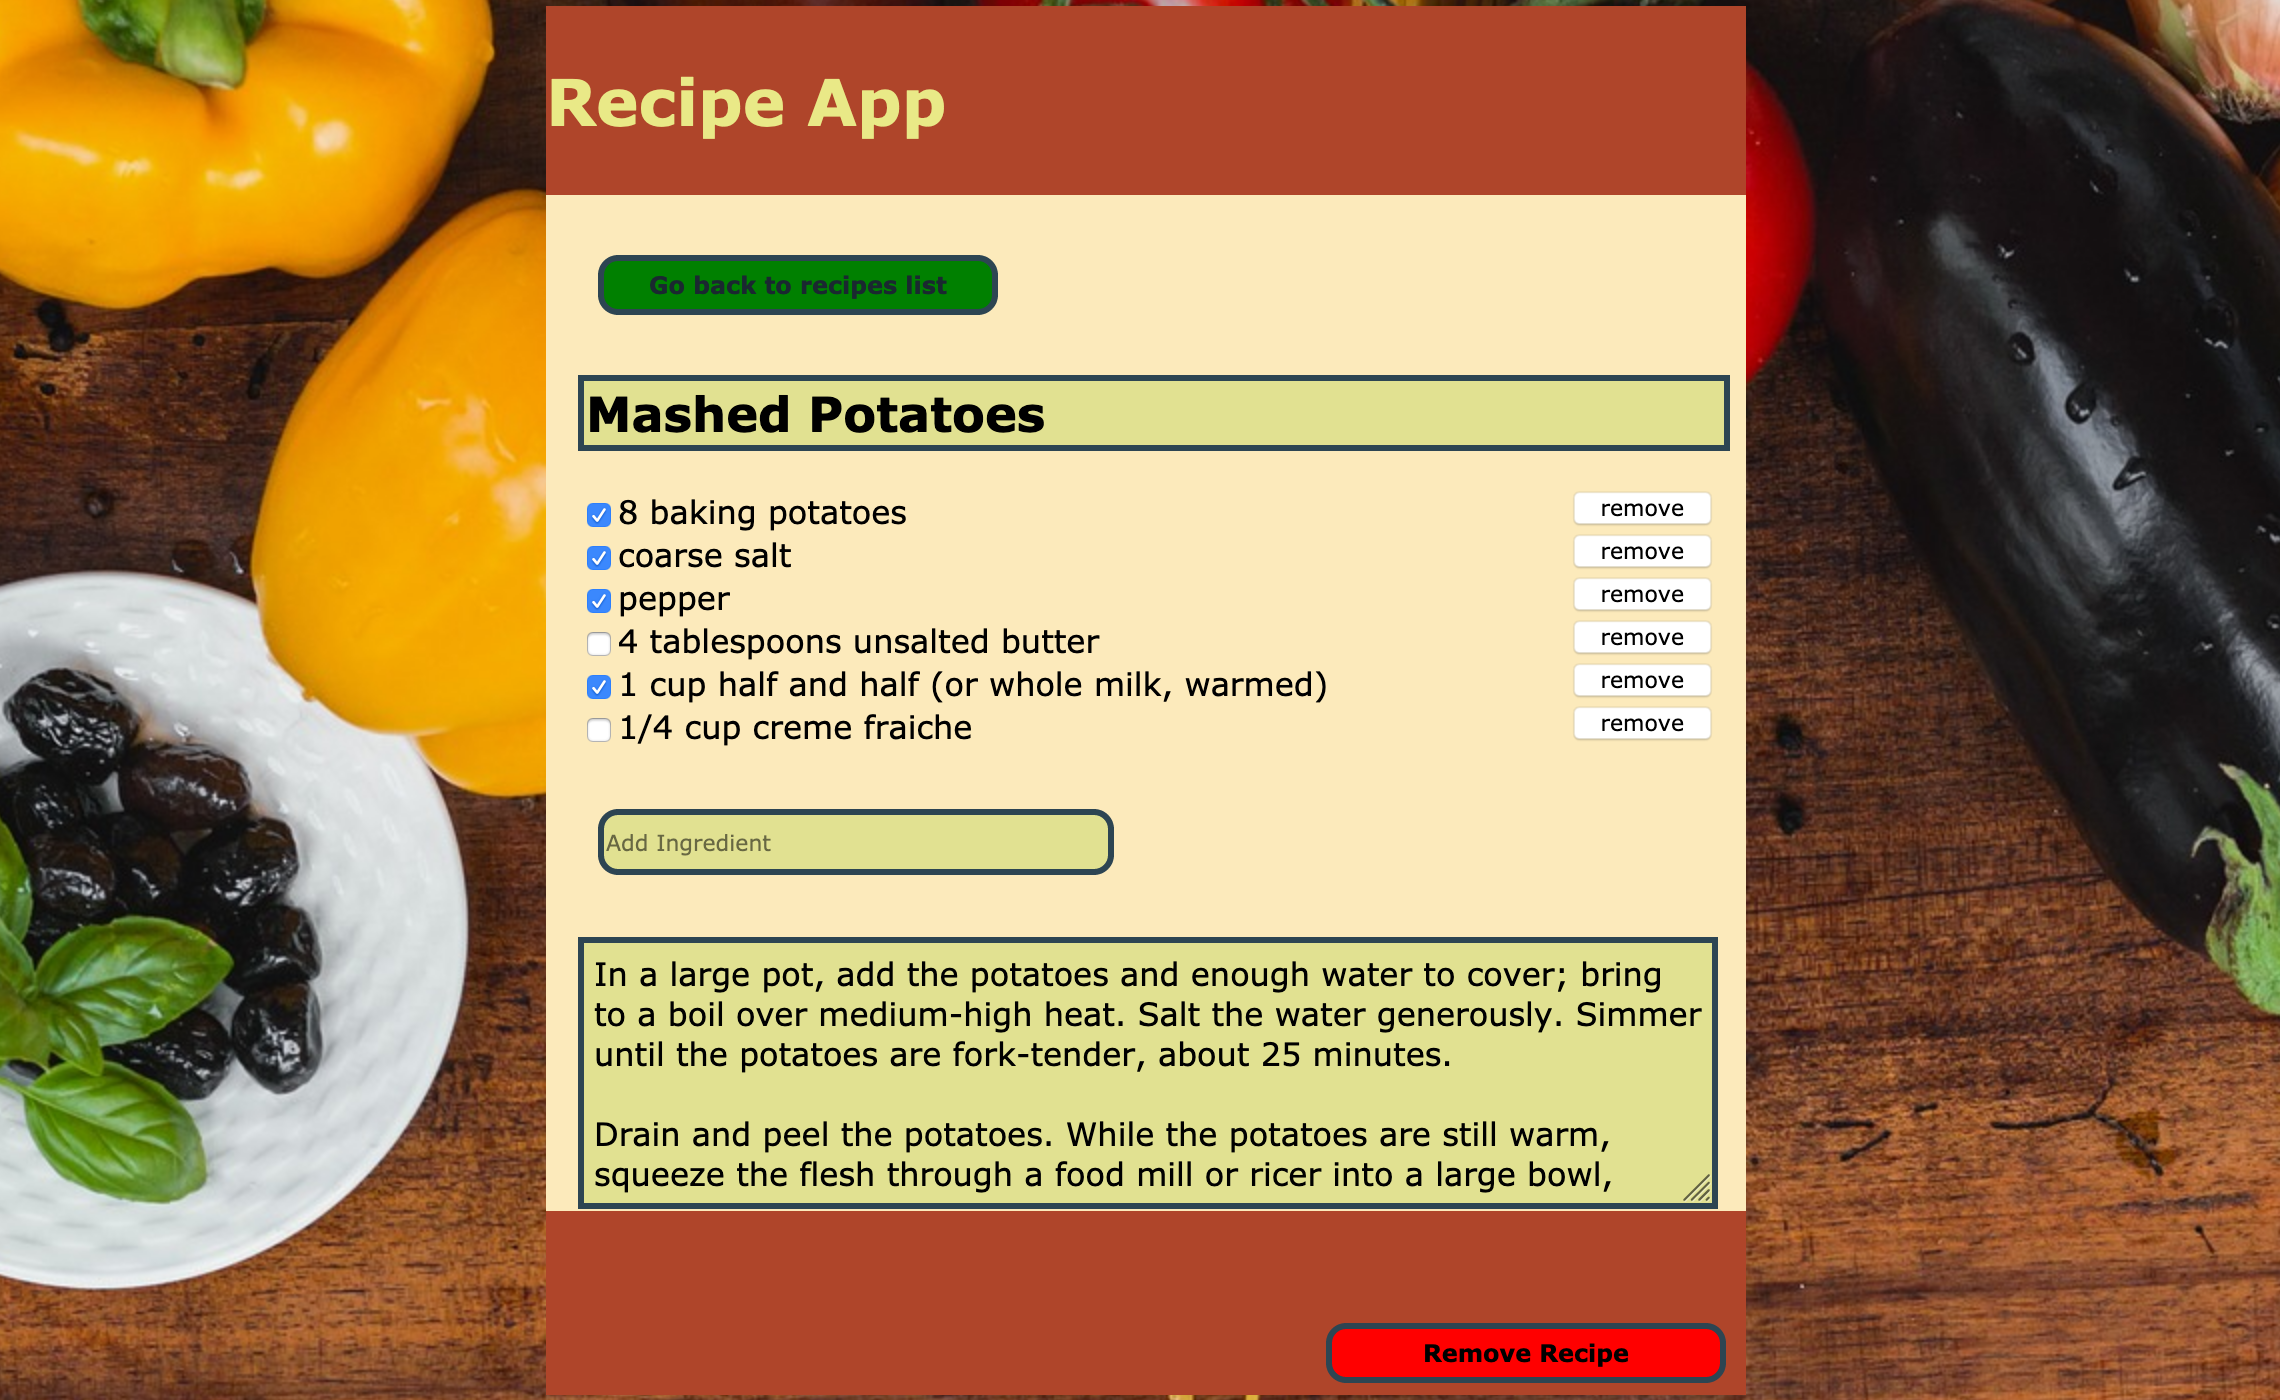 Recipe App
Go back to recipes list
Mashed Potatoes
8 baking potatoes remove
coarse salt remove
pepper remove
4 tablespoons unsalted butter remove
1 cup half and half (or whole milk, warmed) remove
1/4 cup creme fraiche remove
Add Ingredient
In a large pot, add the potatoes and enough water to cover; bring
to a boil over medium-high heat. Salt the water generously. Simmer
until the potatoes are fork-tender, about 25 minutes.
Drain and peel the potatoes. While the potatoes are still warm,
squeeze the flesh through a food mill or ricer into a large bowl,
Remove Recipe